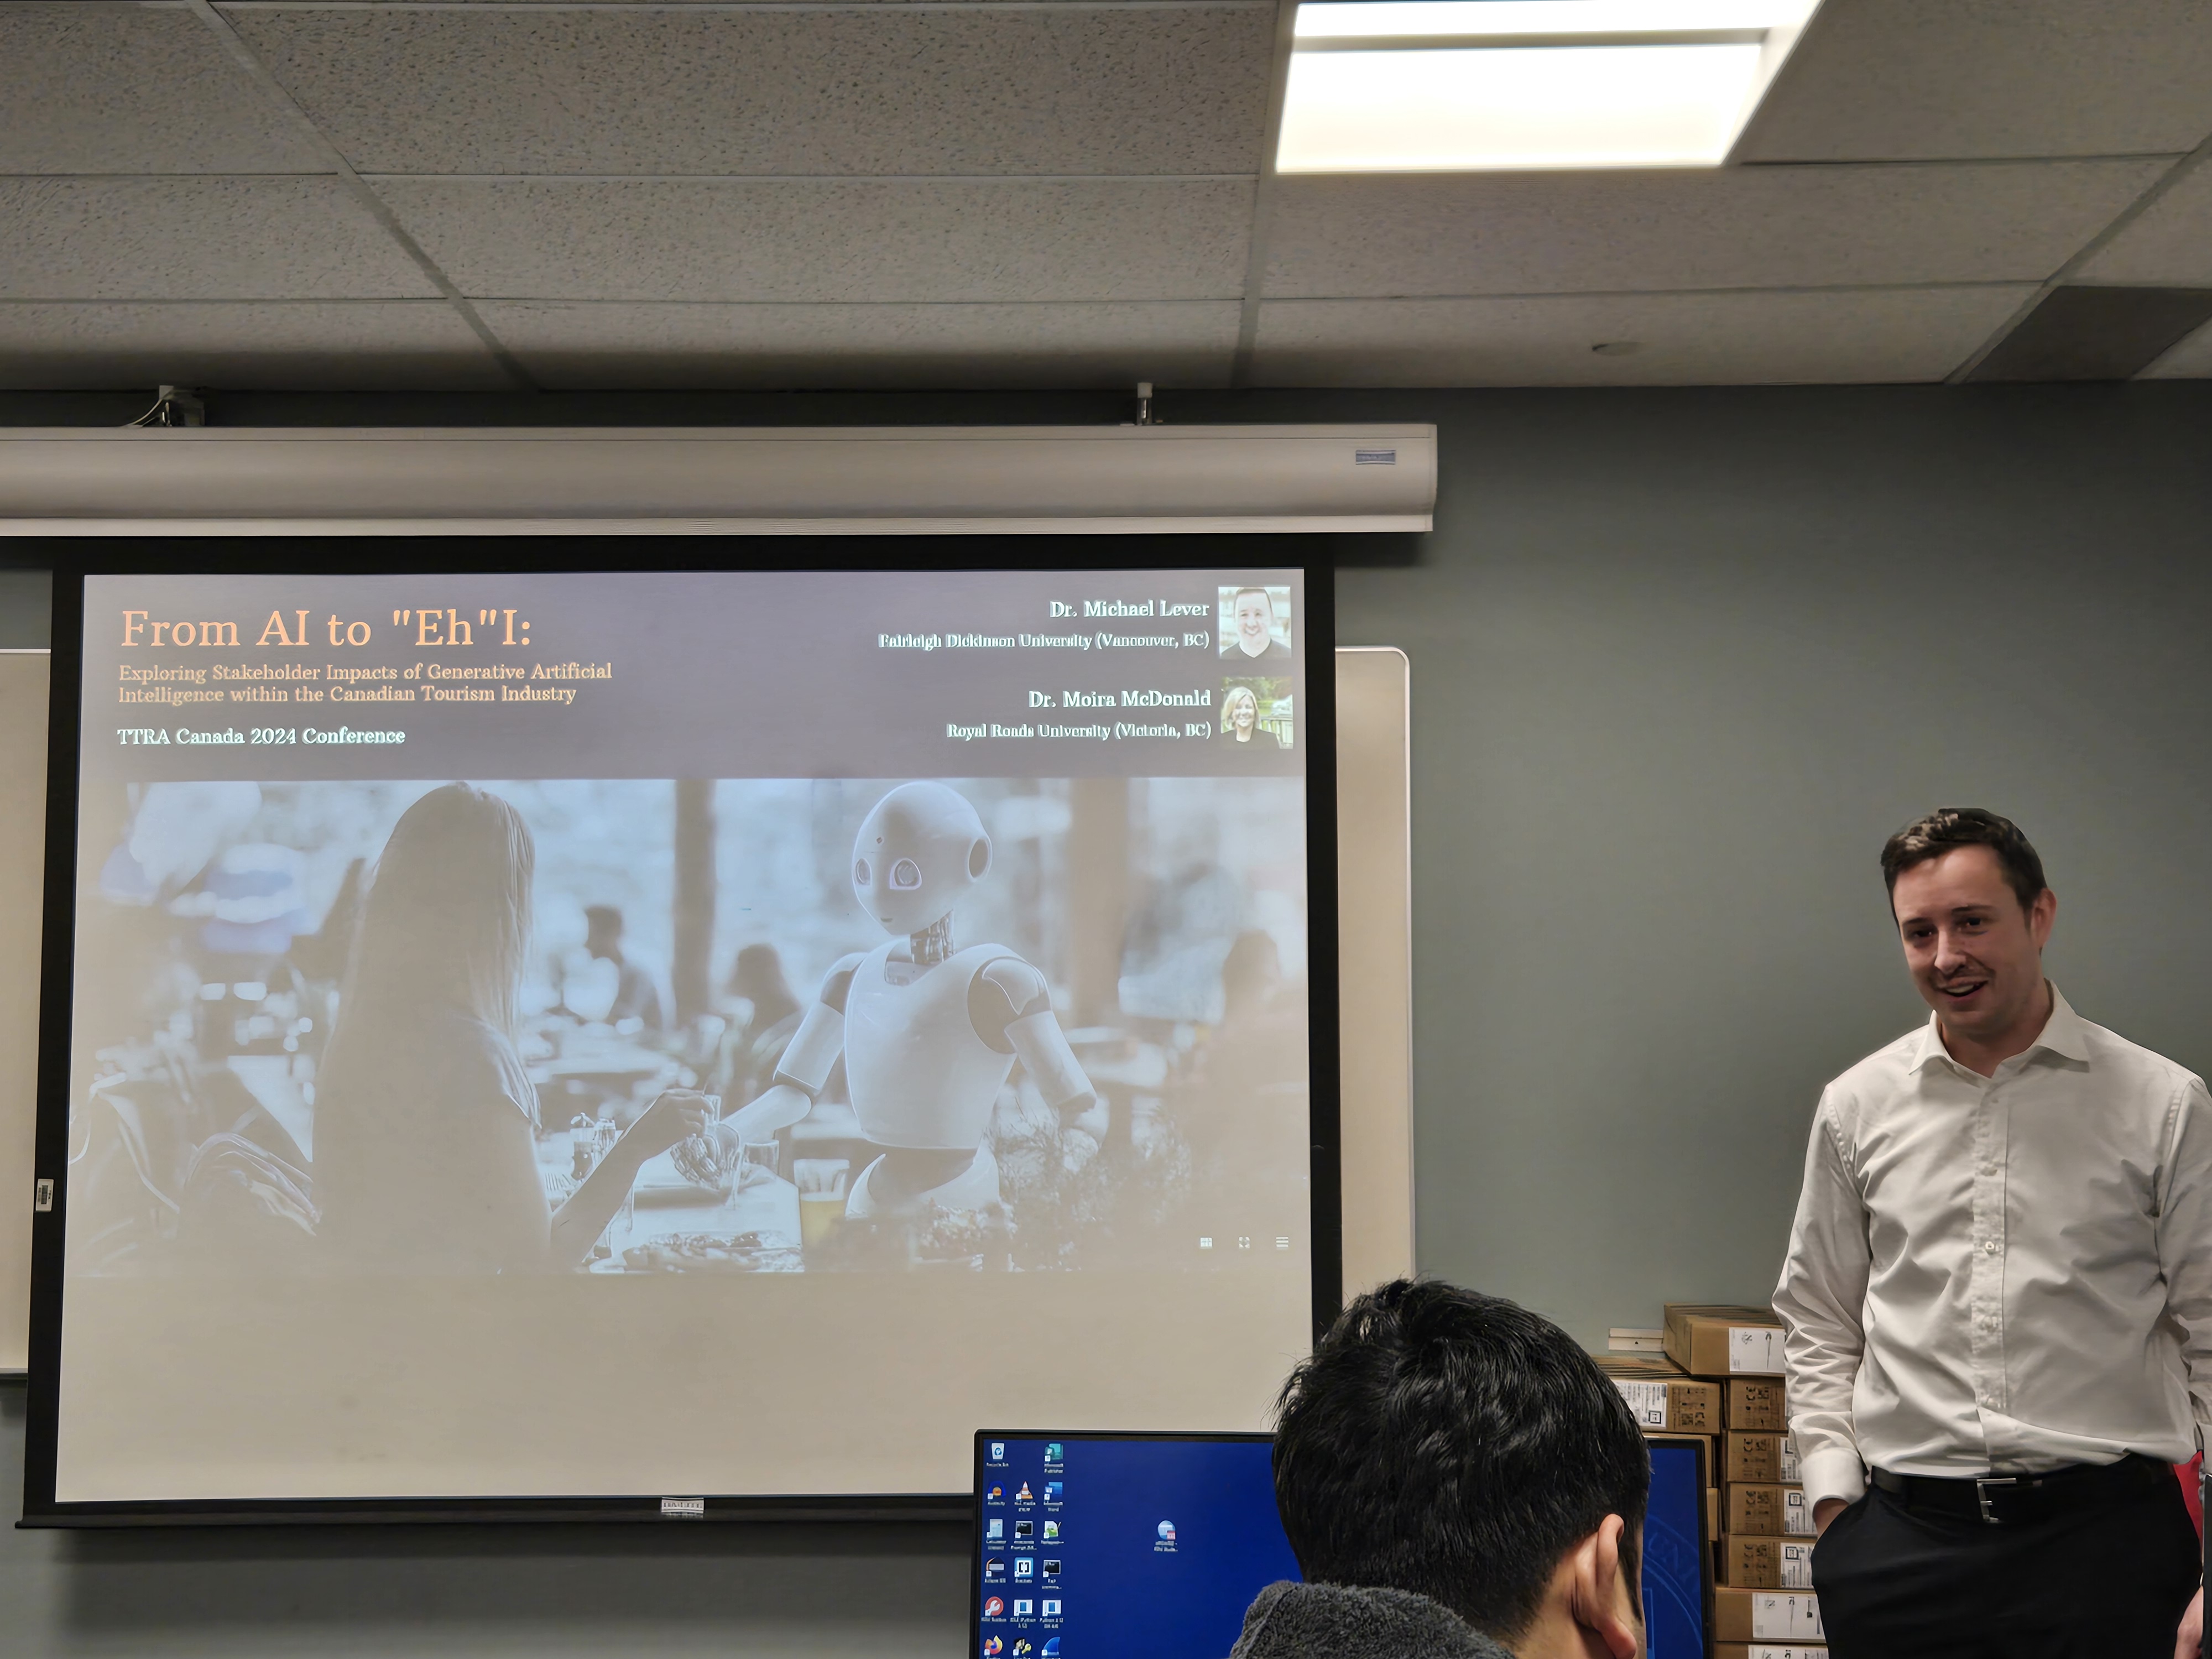 From AI to "Eh"I:
Exploring Stakeholder Impacts of Generative Artificial
Intelligence within the Canadian Tourism Industry
TTRA Canada 2024 Conference
Dr. Michael Lever
Fairleigh Dickinson University (Vancouver, BC)
Dr. Moira McDonald
Royal Roads University (Victoria, BC)